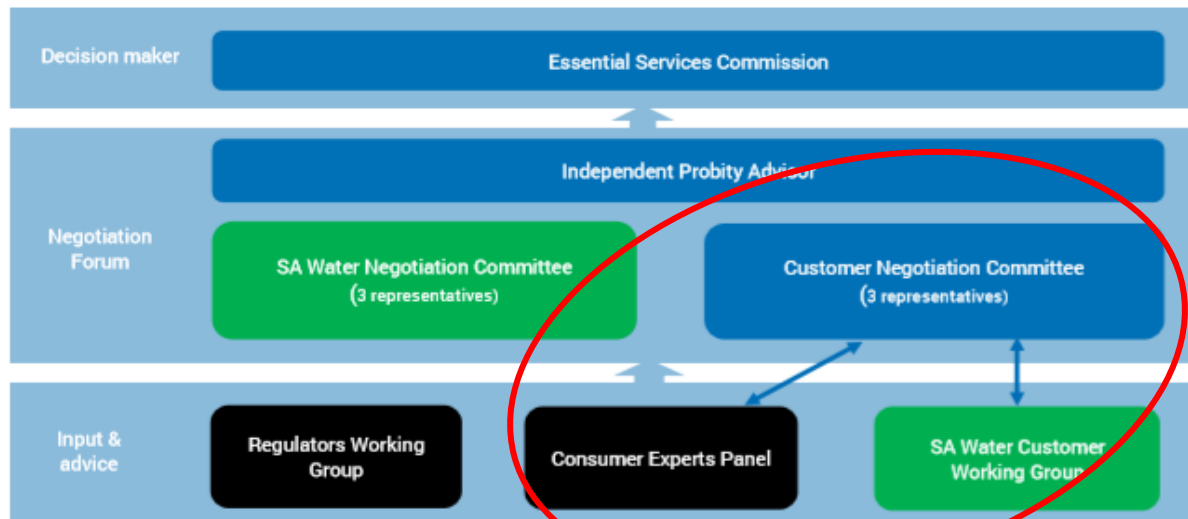 Decision maker
Essential Services Commission
Independent Probity Advisor
Negotiation
Forum
SA Water Negotiation Committee
(3 representatives)
Customer Negotiation Committee
(3 representatives)
Input &
advice
Regulators Working
Group
Consumer Experts Panel
SA Water Customer
Working Group